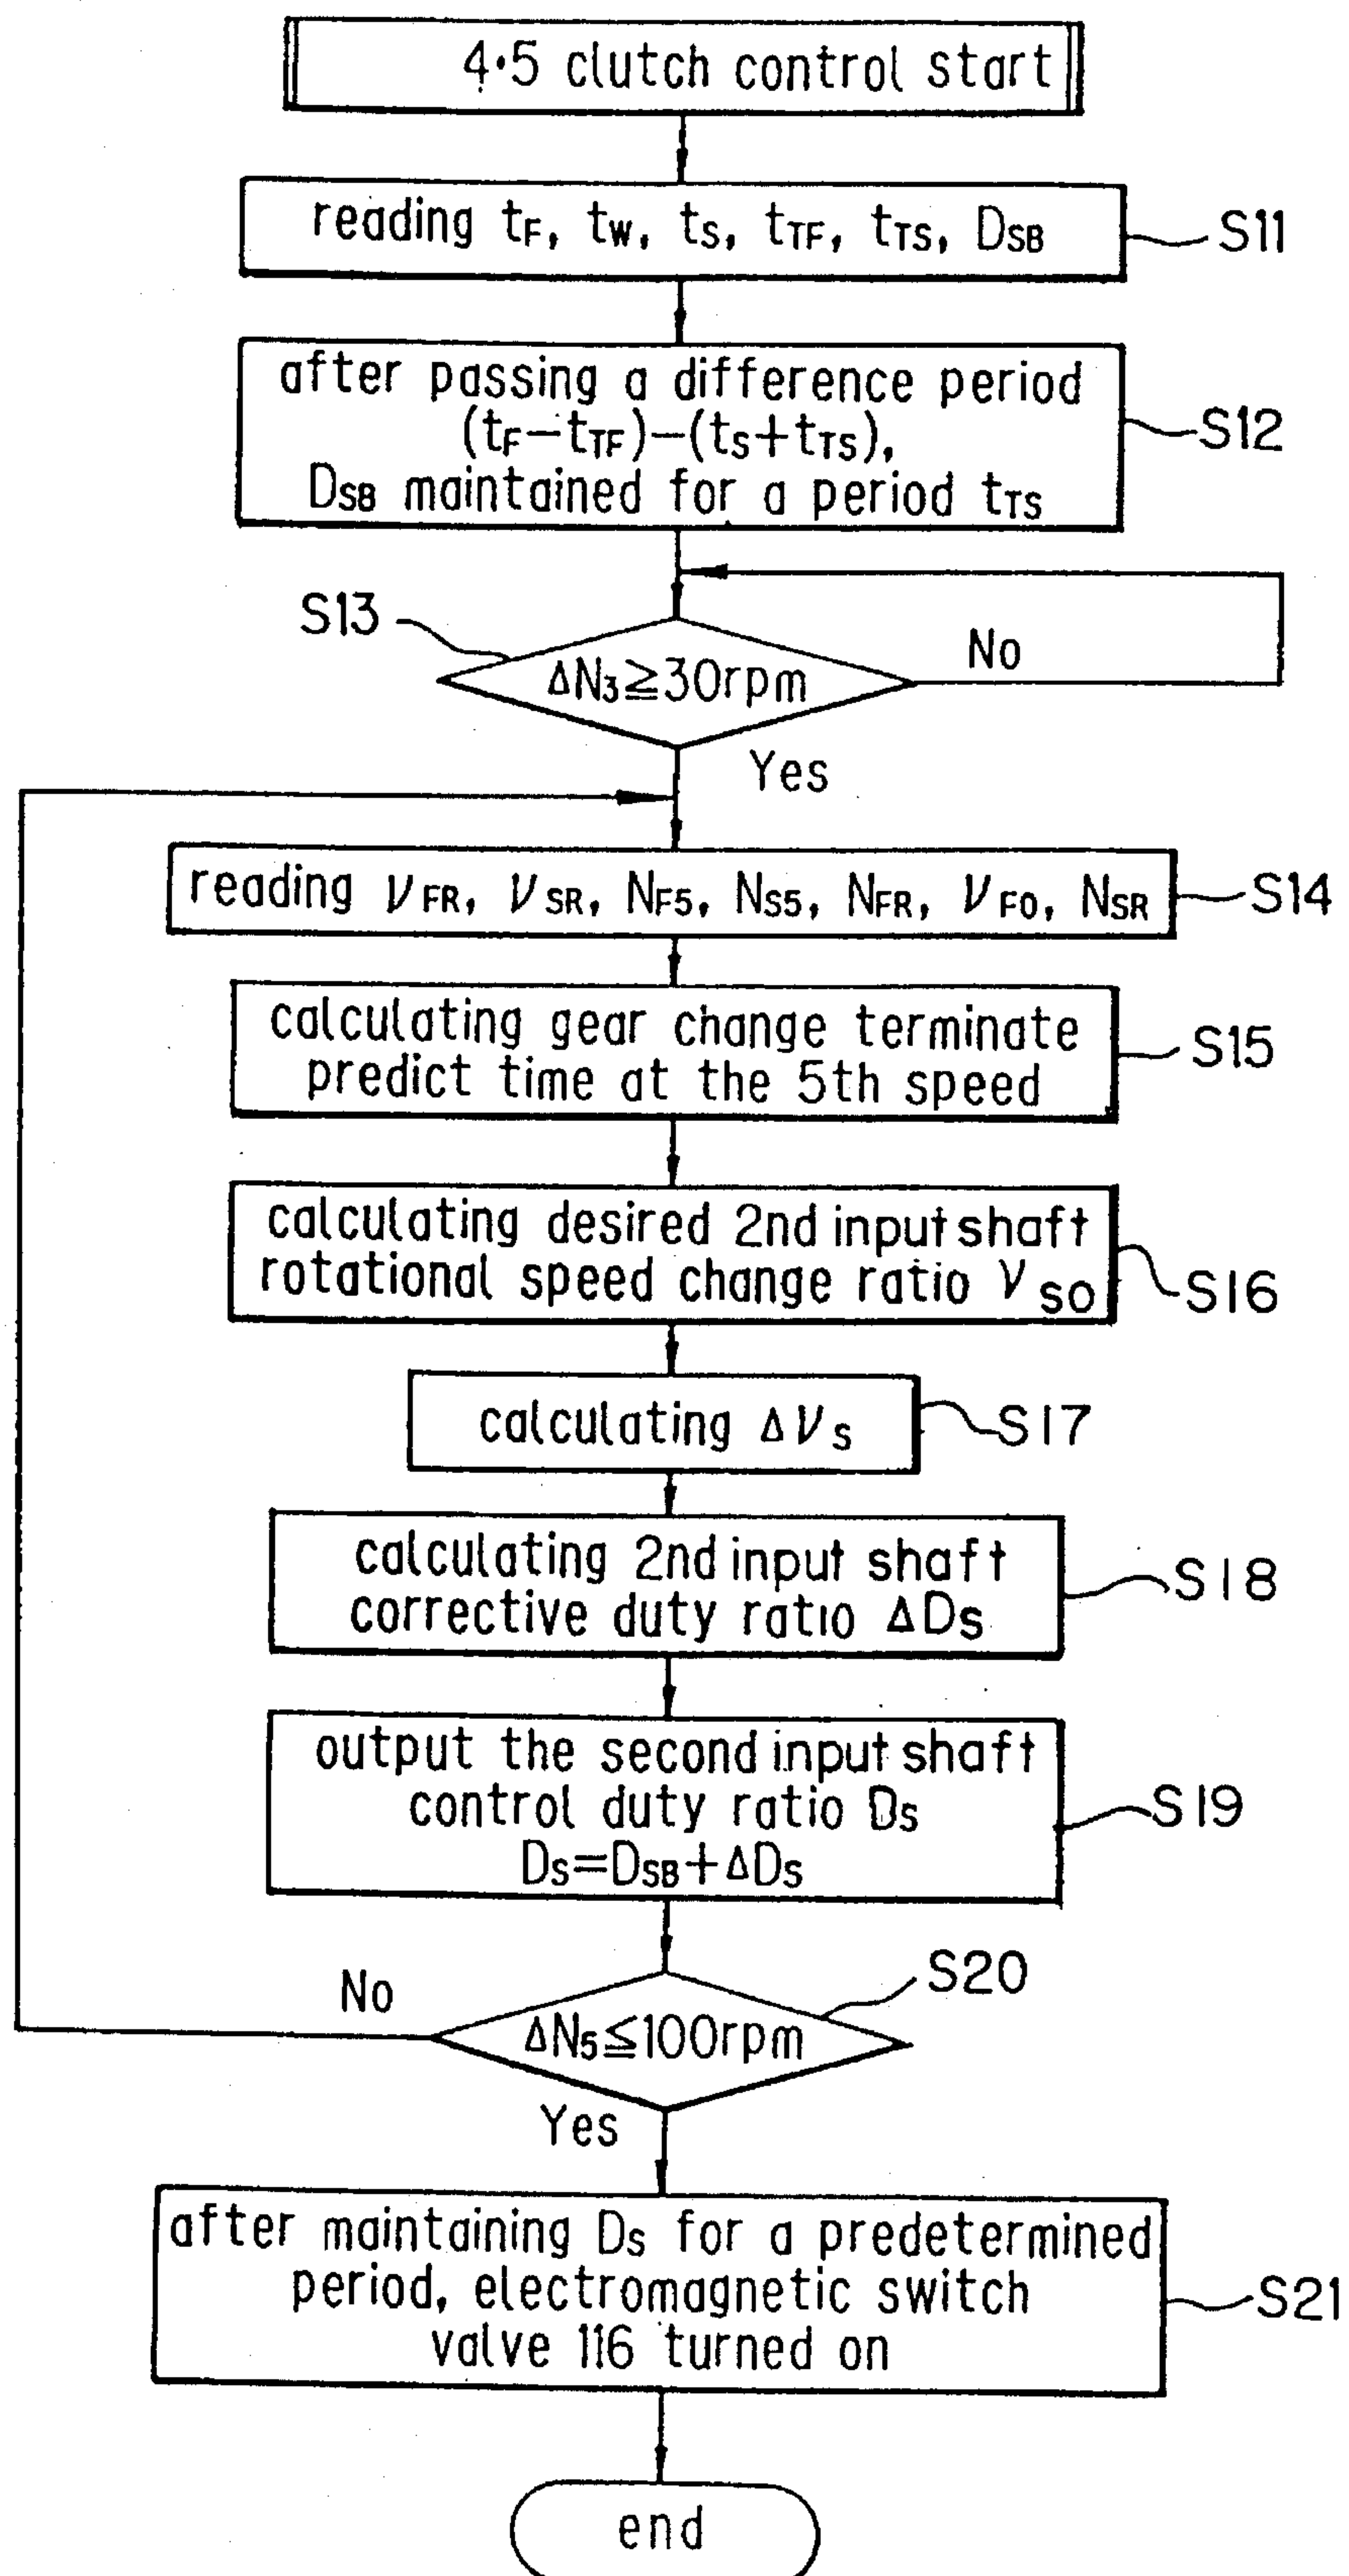 4·5 clutch control start
reading tF, tW, tS, tTF, tTS, DSB
S11
after passing a difference period
(tF−tTF)−(tS+tTS),
DSB maintained for a period tTS
S12
S13
ΔN3≧30rpm
No
Yes
reading νFR, νSR, NF5, NS5, NFR, νFO, NSR
S14
calculating gear change terminate
predict time at the 5th speed
S15
calculating desired 2nd input shaft
rotational speed change ratio νSO
S16
calculating ΔνS
S17
calculating 2nd input shaft
corrective duty ratio ΔDS
S18
output the second input shaft
control duty ratio DS
DS=DSB+ΔDS
S19
S20
No
ΔN5≦100rpm
Yes
after maintaining DS for a predetermined
period, electromagnetic switch
valve 116 turned on
S21
end